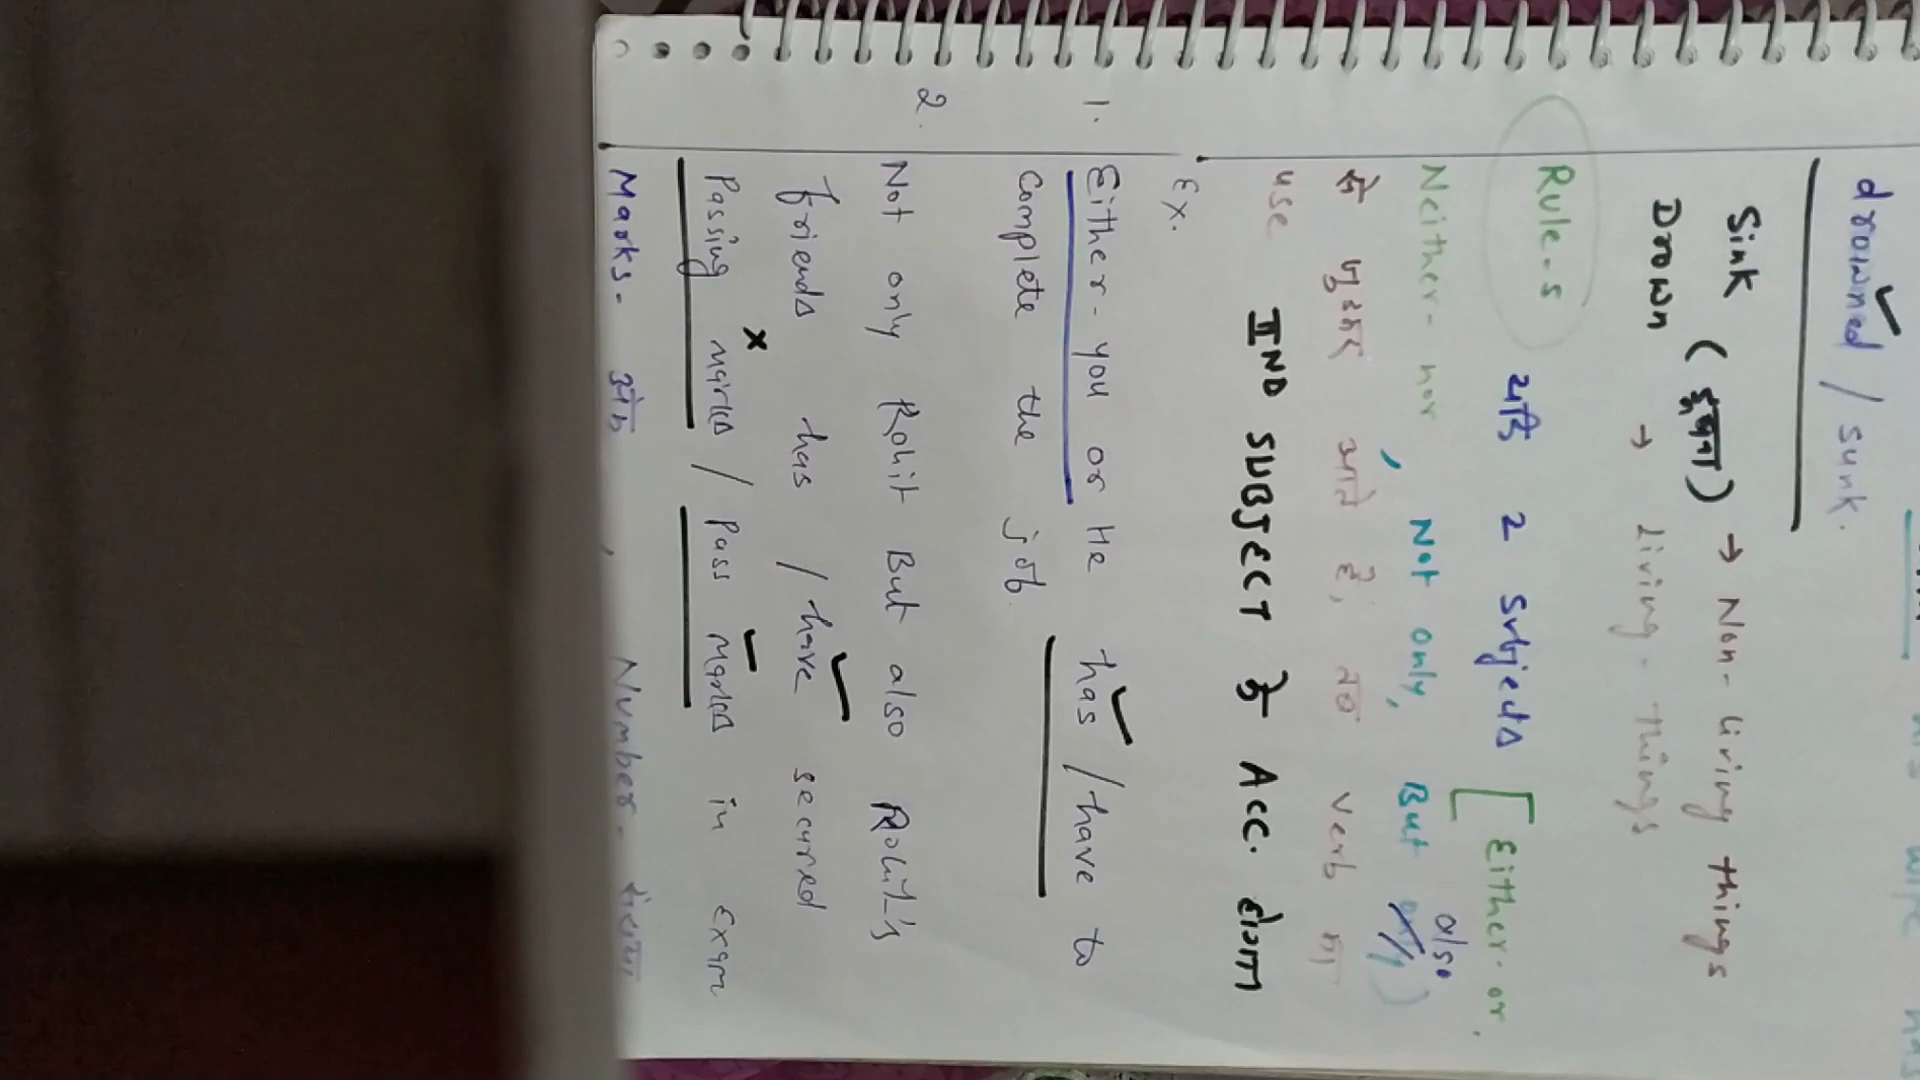 drowned / sunk.
Sink (डूबना) → Non-living things
Drown → living-things
Rule-5 यदि 2 subjects [Either-or,
Neither-nor, Not only, But also)
से जुड़कर आते हैं, तब verb का
use IIND SUBJECT के Acc. होगा
Ex.
1. Either-you or He has / have to
Complete the job.
2. Not only Rohit But also Rohit's
friends has / have secured
Passing marks / Pass Marks in Exam
Marks- अंक, Number- संख्या